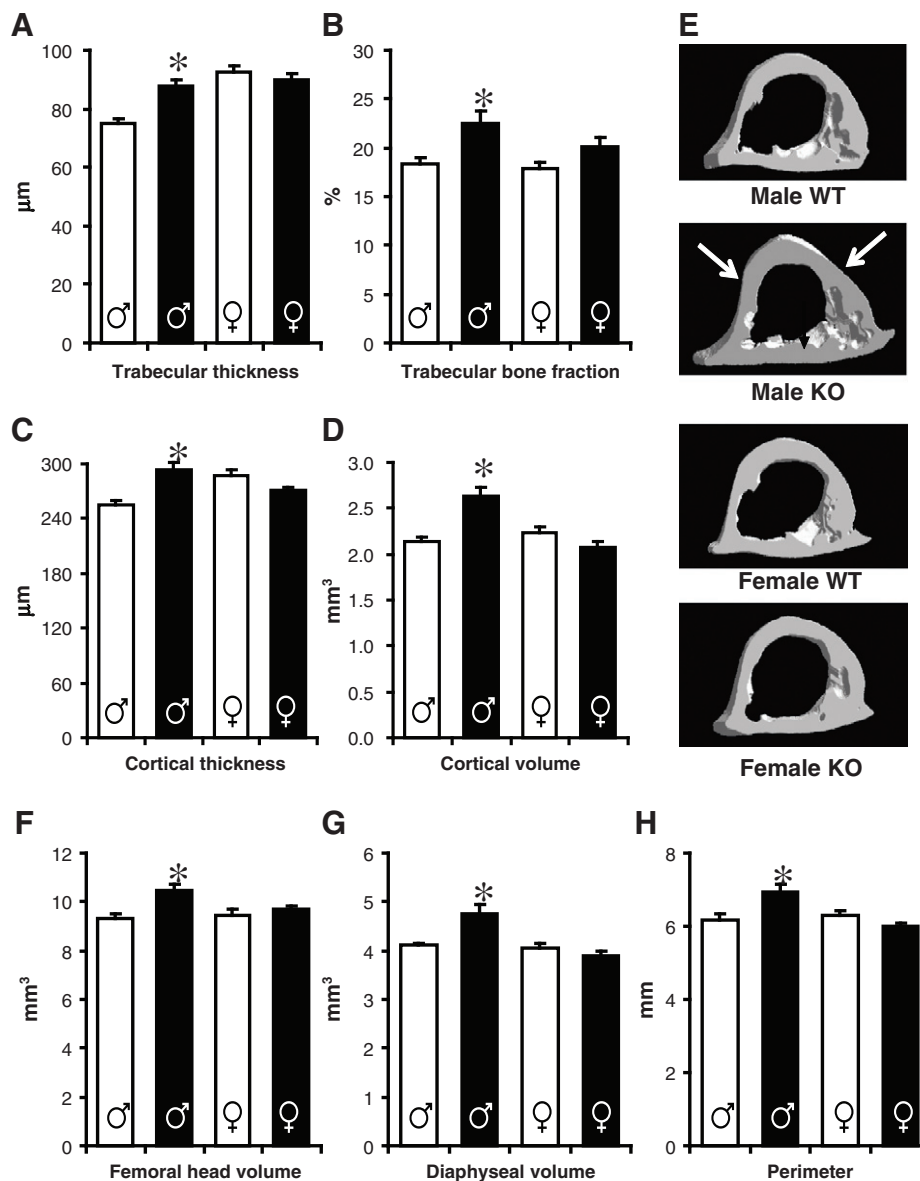 A
100
80
60
40
20
0
µm
*
♂ ♂ ♀ ♀
Trabecular thickness
B
30
25
20
15
10
5
0
%
*
♂ ♂ ♀ ♀
Trabecular bone fraction
C
300
240
180
120
60
0
µm
*
♂ ♂ ♀ ♀
Cortical thickness
D
3.0
2.5
2.0
1.5
1.0
0.5
0.0
mm³
*
♂ ♂ ♀ ♀
Cortical volume
E
Male WT
Male KO
Female WT
Female KO
F
12
10
8
6
4
2
0
mm³
*
♂ ♂ ♀ ♀
Femoral head volume
G
6
5
4
3
2
1
0
mm³
*
♂ ♂ ♀ ♀
Diaphyseal volume
H
8
6
4
2
0
mm
*
♂ ♂ ♀ ♀
Perimeter